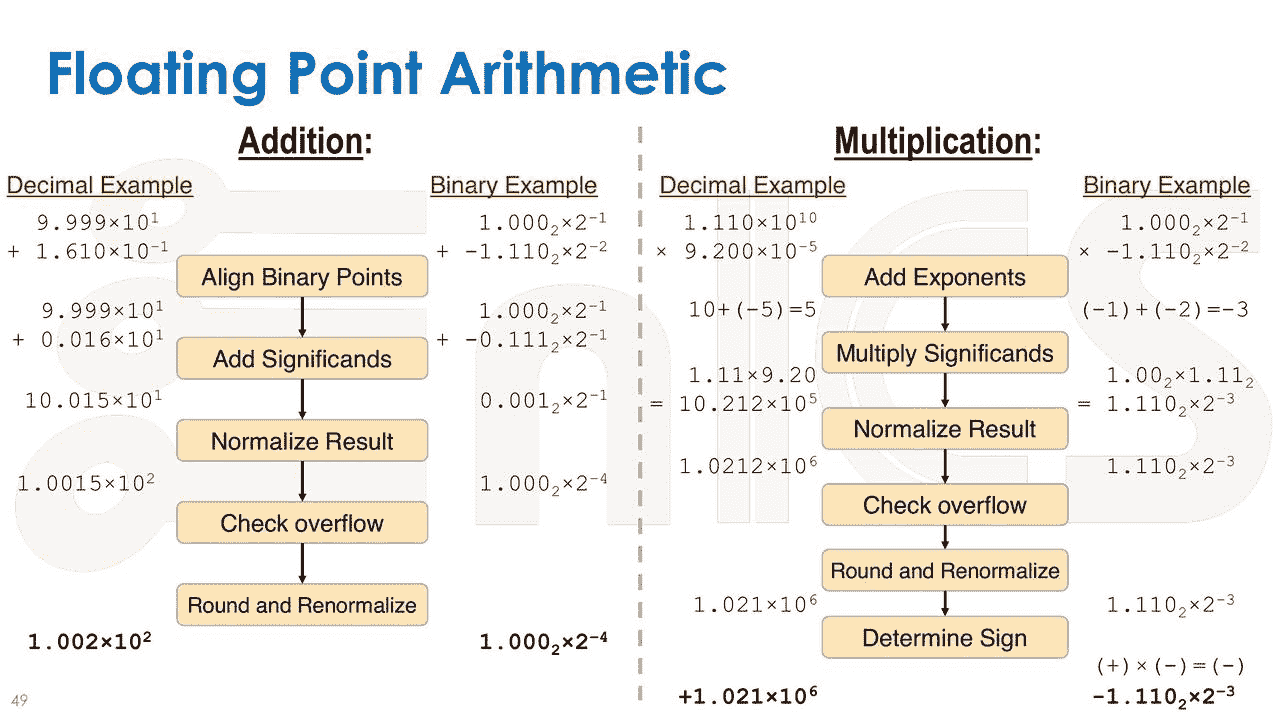 Floating Point Arithmetic
Addition:
Decimal Example
Binary Example
9.999×10¹
+ 1.610×10⁻¹
1.000₂×2⁻¹
+ -1.110₂×2⁻²
Align Binary Points
9.999×10¹
+ 0.016×10¹
1.000₂×2⁻¹
+ -0.111₂×2⁻¹
Add Significands
10.015×10¹
0.001₂×2⁻¹
Normalize Result
1.0015×10²
1.000₂×2⁻⁴
Check overflow
Round and Renormalize
1.002×10²
1.000₂×2⁻⁴
Multiplication:
Decimal Example
Binary Example
1.110×10¹⁰
× 9.200×10⁻⁵
1.000₂×2⁻¹
× -1.110₂×2⁻²
Add Exponents
10+(-5)=5
(-1)+(-2)=-3
Multiply Significands
1.11×9.20
= 10.212×10⁵
1.00₂×1.11₂
= 1.110₂×2⁻³
Normalize Result
1.0212×10⁶
1.110₂×2⁻³
Check overflow
Round and Renormalize
1.021×10⁶
1.110₂×2⁻³
Determine Sign
(+)×(-)=(-)
+1.021×10⁶
-1.110₂×2⁻³
49